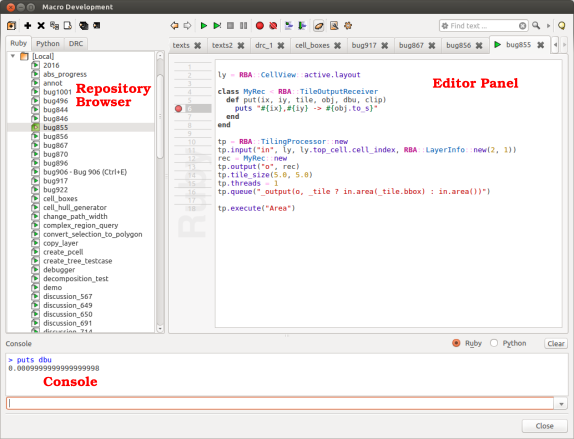 Macro Development
Find text...
Ruby Python DRC
texts texts2 drc_1 cell_boxes bug917 bug867 bug856 bug855
[Local]
2016
abs_progress
annot
bug1001
bug496
bug844
bug846
bug855
bug856
bug867
bug870
bug896
bug906 - Bug 906 (Ctrl+E)
bug917
bug922
cell_boxes
cell_hull_generator
change_path_width
complex_region_query
convert_selection_to_polygon
copy_layer
create_pcell
create_tree_testcase
debugger
decomposition_test
demo
discussion_567
discussion_649
discussion_650
discussion_691
discussion_714
Repository
Browser
Editor Panel
1
2 ly = RBA::CellView::active.layout
3
4 class MyRec < RBA::TileOutputReceiver
5 def put(ix, iy, tile, obj, dbu, clip)
6 puts "#{ix},#{iy} -> #{obj.to_s}"
7 end
8 end
9
10 tp = RBA::TilingProcessor::new
11 tp.input("in", ly, ly.top_cell.cell_index, RBA::LayerInfo::new(2, 1))
12 rec = MyRec::new
13 tp.output("o", rec)
14 tp.tile_size(5.0, 5.0)
15 tp.threads = 1
16 tp.queue("_output(o, _tile ? in.area(_tile.bbox) : in.area())")
17
18 tp.execute("Area")
Ruby
Console
Ruby Python Clear
> puts dbu
0.0009999999999999998
Console
Close